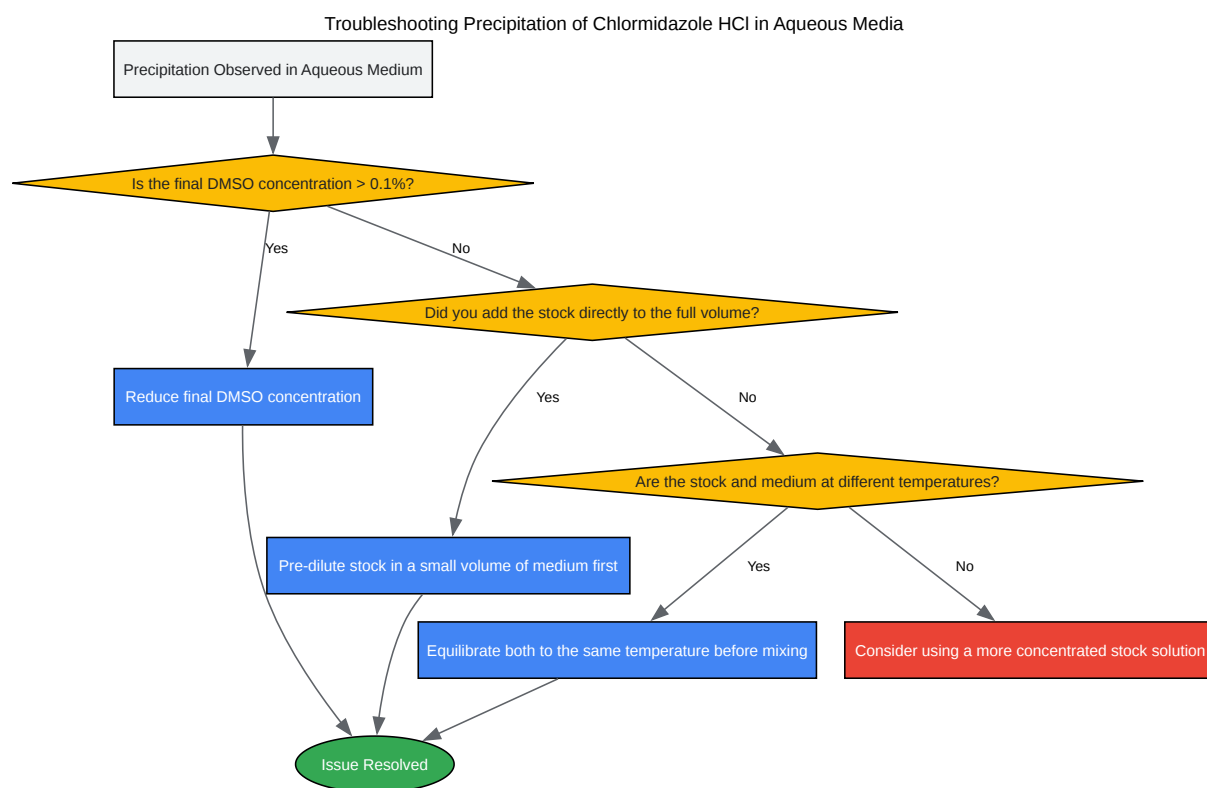 Troubleshooting Precipitation of Chlormidazole HCl in Aqueous Media
Precipitation Observed in Aqueous Medium
Is the final DMSO concentration > 0.1%?
Yes
No
Did you add the stock directly to the full volume?
Reduce final DMSO concentration
Yes
No
Are the stock and medium at different temperatures?
Pre-dilute stock in a small volume of medium first
Yes
No
Equilibrate both to the same temperature before mixing
Consider using a more concentrated stock solution
Issue Resolved